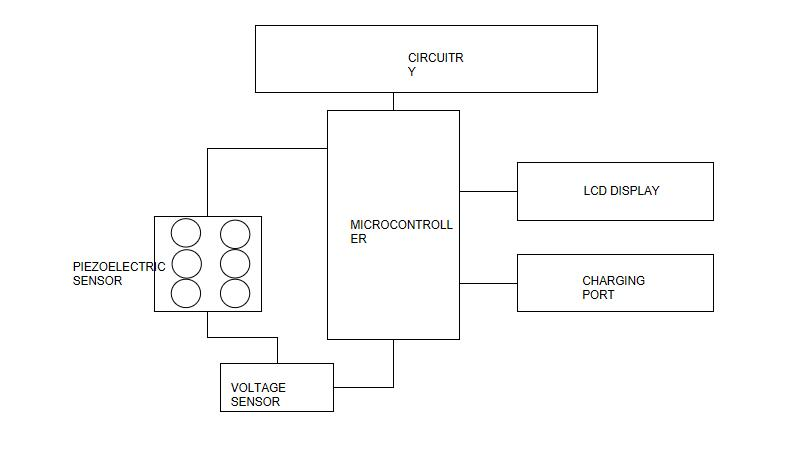 CIRCUITR
Y
LCD DISPLAY
MICROCONTROLL
ER
PIEZOELECTRIC
SENSOR
CHARGING
PORT
VOLTAGE
SENSOR